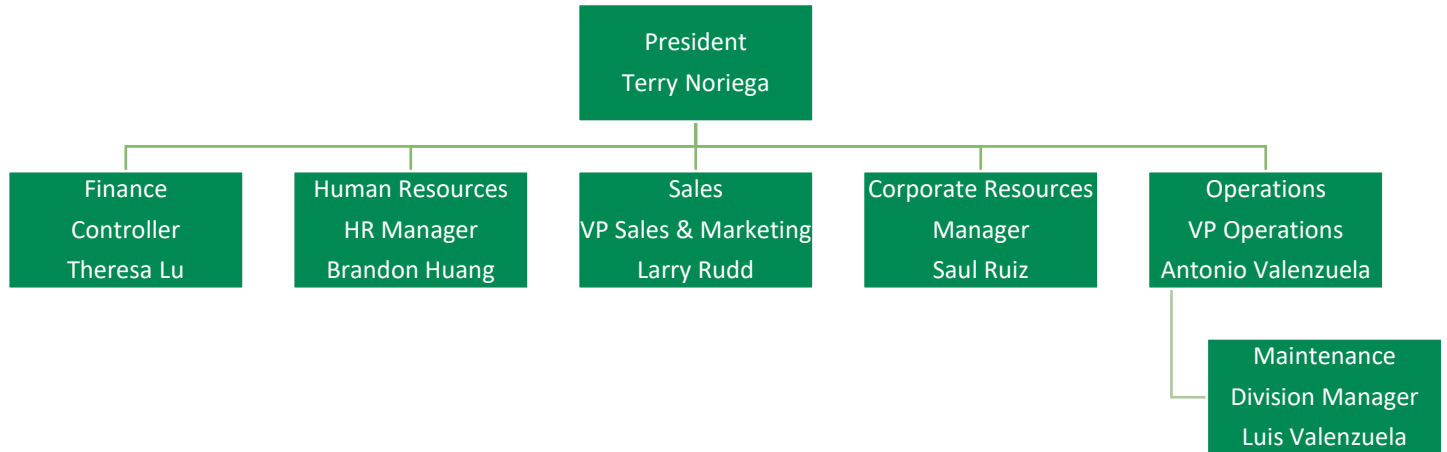 President
Terry Noriega
Finance
Controller
Theresa Lu
Human Resources
HR Manager
Brandon Huang
Sales
VP Sales & Marketing
Larry Rudd
Corporate Resources
Manager
Saul Ruiz
Operations
VP Operations
Antonio Valenzuela
Maintenance
Division Manager
Luis Valenzuela